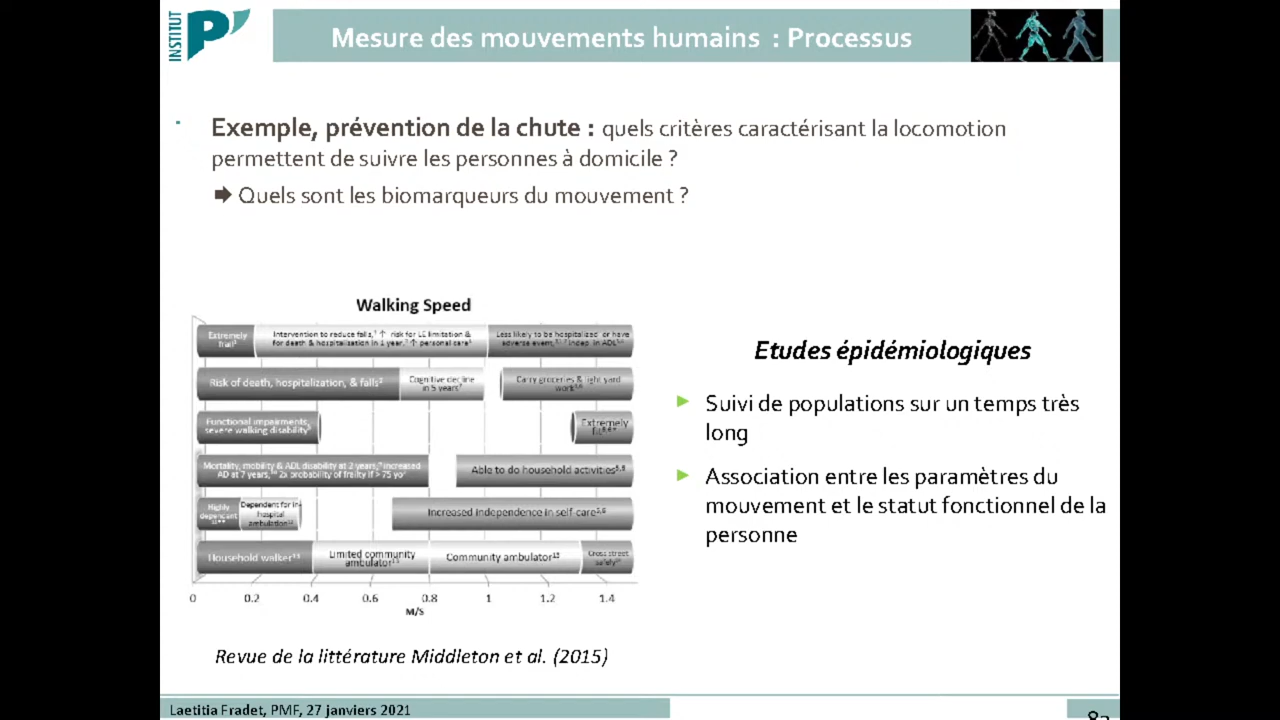 INSTITUT
P'
Mesure des mouvements humains : Processus
Exemple, prévention de la chute : quels critères caractérisant la locomotion
permettent de suivre les personnes à domicile ?
Quels sont les biomarqueurs du mouvement ?
Walking Speed
Extremely
frail
Intervention to reduce falls, ↑ risk for LE limitation &
for death & hospitalization in 1 year, ↑ personal care
Less likely to be hospitalized or have
adverse event, indep. in ADL
Risk of death, hospitalization, & falls
Cognitive decline
in 5 years
Carry groceries & light yard
work
Functional impairments,
severe walking disability
Extremely
fit
Mortality, mobility & ADL disability at 2 years, increased
AD at 7 years, 2x probability of frailty if > 75 yo
Able to do household activities
Highly
dependent
Dependent for in-
hospital
ambulation
Increased independence in self-care
Household walker
Limited community
ambulator
Community ambulator
Cross street
safely
0 0.2 0.4 0.6 0.8 1 1.2 1.4
M/S
Revue de la littérature Middleton et al. (2015)
Etudes épidémiologiques
Suivi de populations sur un temps très
long
Association entre les paramètres du
mouvement et le statut fonctionnel de la
personne
Laetitia Fradet, PMF, 27 janviers 2021